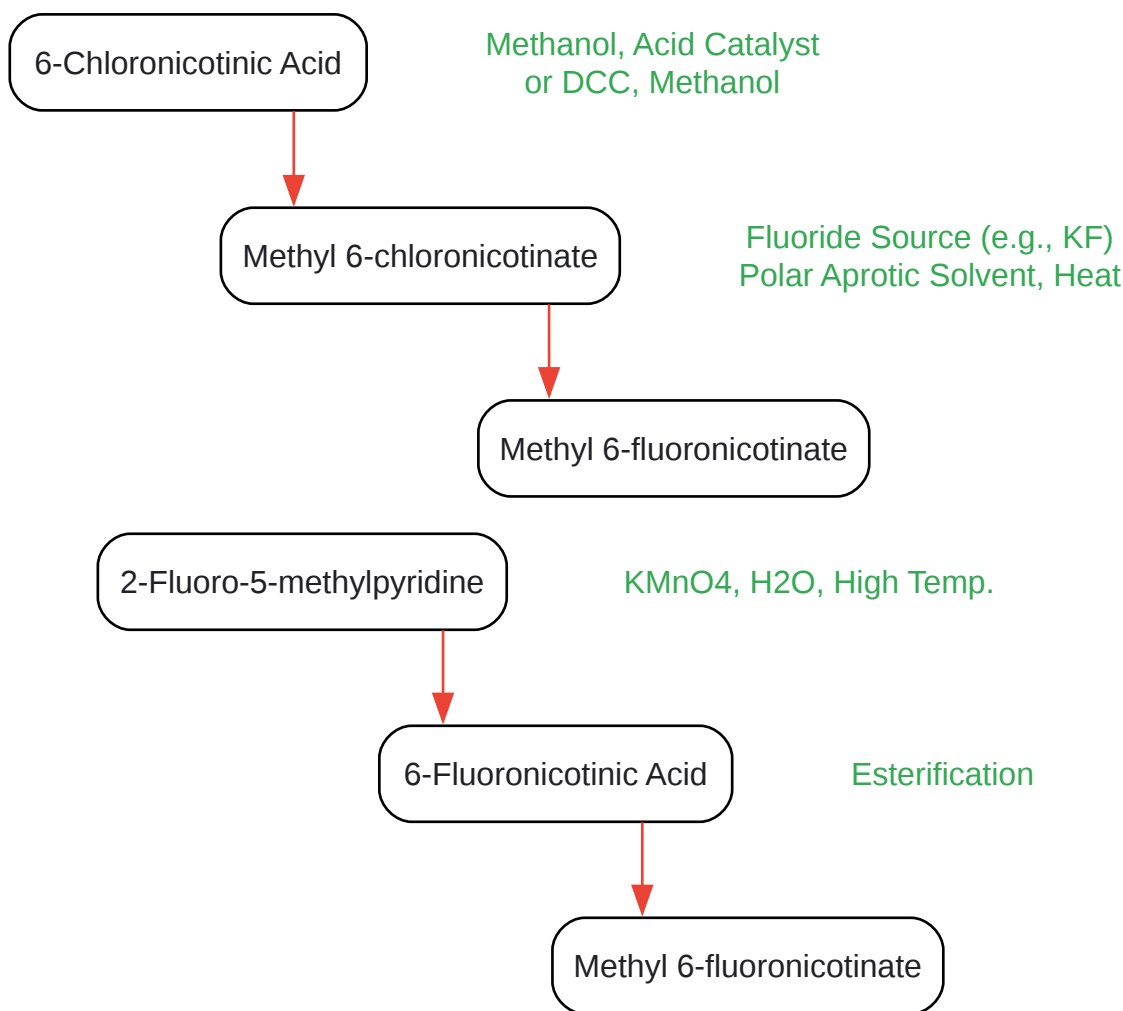 6-Chloronicotinic Acid
Methanol, Acid Catalyst
or DCC, Methanol
Methyl 6-chloronicotinate
Fluoride Source (e.g., KF)
Polar Aprotic Solvent, Heat
Methyl 6-fluoronicotinate
2-Fluoro-5-methylpyridine
KMnO4, H2O, High Temp.
6-Fluoronicotinic Acid
Esterification
Methyl 6-fluoronicotinate